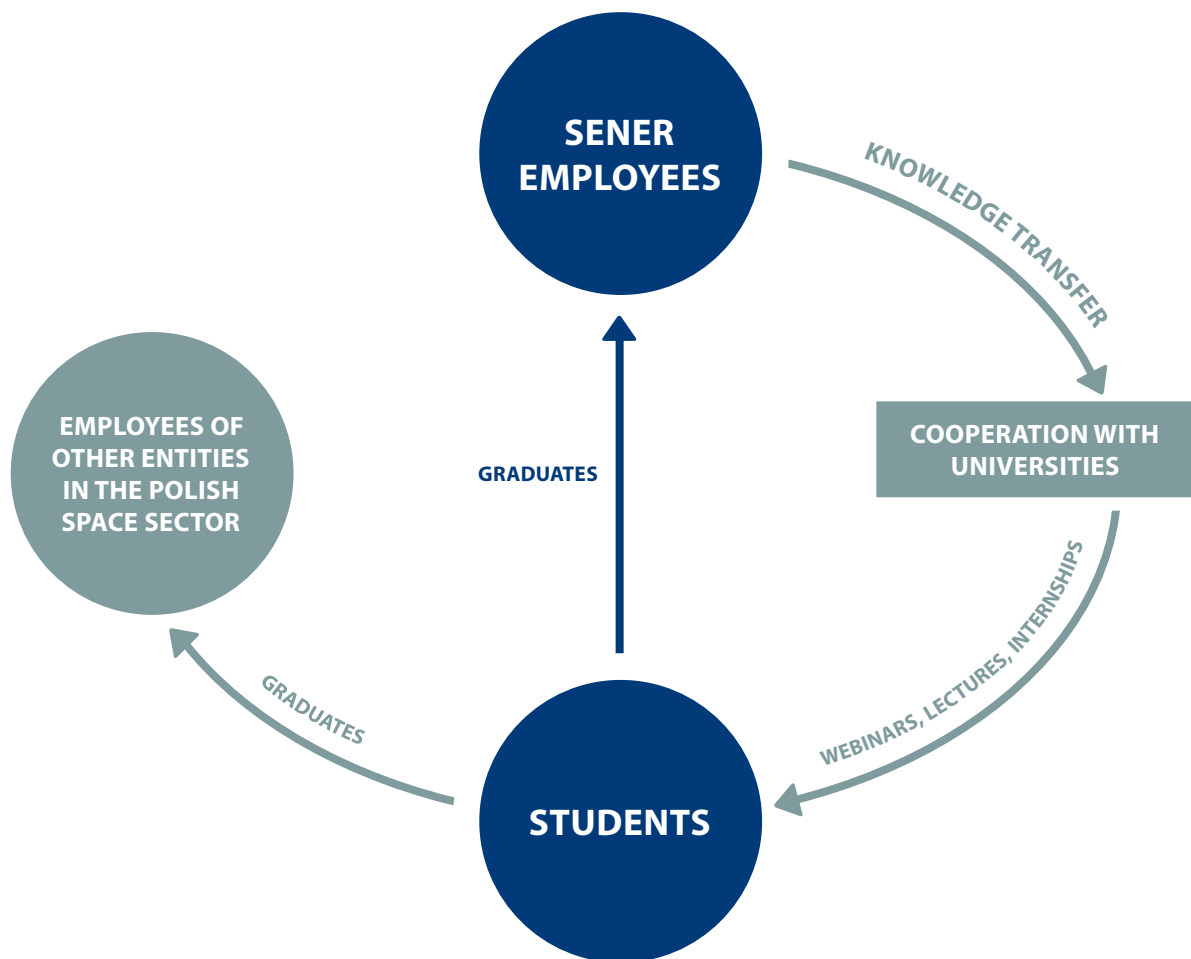 SENER
EMPLOYEES
KNOWLEDGE TRANSFER
COOPERATION WITH
UNIVERSITIES
WEBINARS, LECTURES, INTERNSHIPS
STUDENTS
GRADUATES
GRADUATES
EMPLOYEES OF
OTHER ENTITIES
IN THE POLISH
SPACE SECTOR